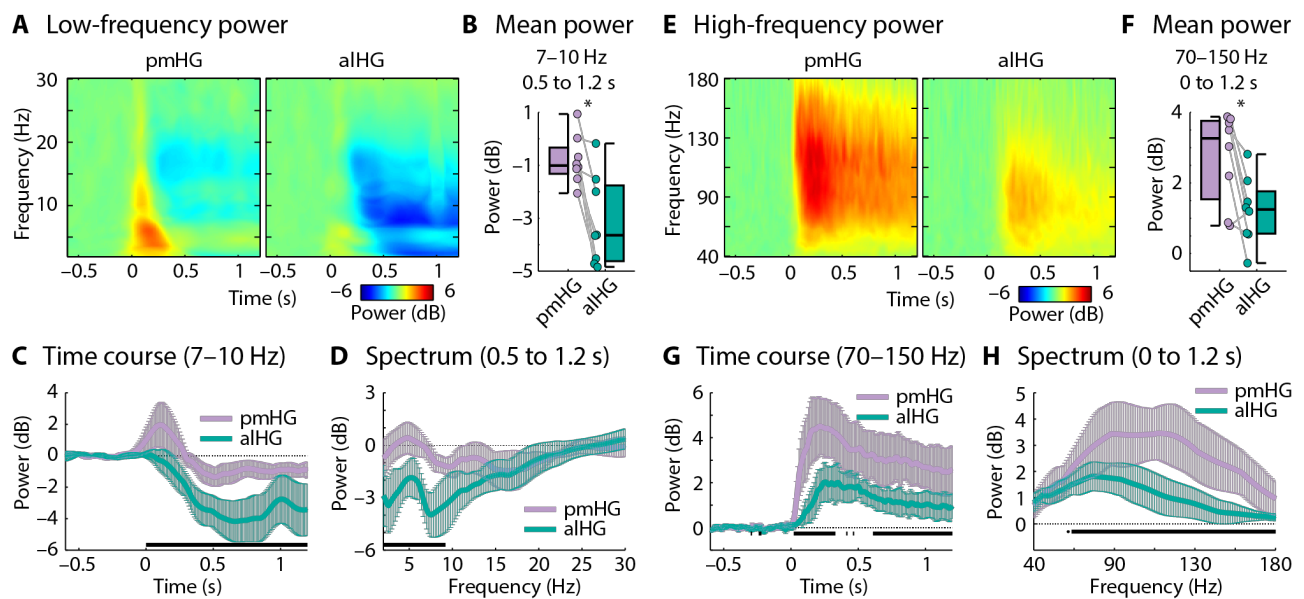 A Low-frequency power
pmHG alHG
30
20
10
Frequency (Hz)
−0.5 0 0.5 1 −0.5 0 0.5 1
Time (s)
−6 6
Power (dB)
B Mean power
7–10 Hz
0.5 to 1.2 s
*
1
−1
−3
−5
Power (dB)
pmHG
alHG
E High-frequency power
pmHG alHG
180
130
90
60
40
Frequency (Hz)
−0.5 0 0.5 1 −0.5 0 0.5 1
Time (s)
−6 6
Power (dB)
F Mean power
70–150 Hz
0 to 1.2 s
*
4
2
0
Power (dB)
pmHG
alHG
C Time course (7–10 Hz)
4
2
0
−2
−4
−6
Power (dB)
pmHG
alHG
−0.5 0 0.5 1
Time (s)
D Spectrum (0.5 to 1.2 s)
3
0
−3
−6
Power (dB)
pmHG
alHG
5 10 15 20 25 30
Frequency (Hz)
G Time course (70–150 Hz)
6
4
2
0
Power (dB)
pmHG
alHG
−0.5 0 0.5 1
Time (s)
H Spectrum (0 to 1.2 s)
5
4
3
2
1
0
Power (dB)
pmHG
alHG
40 90 130 180
Frequency (Hz)